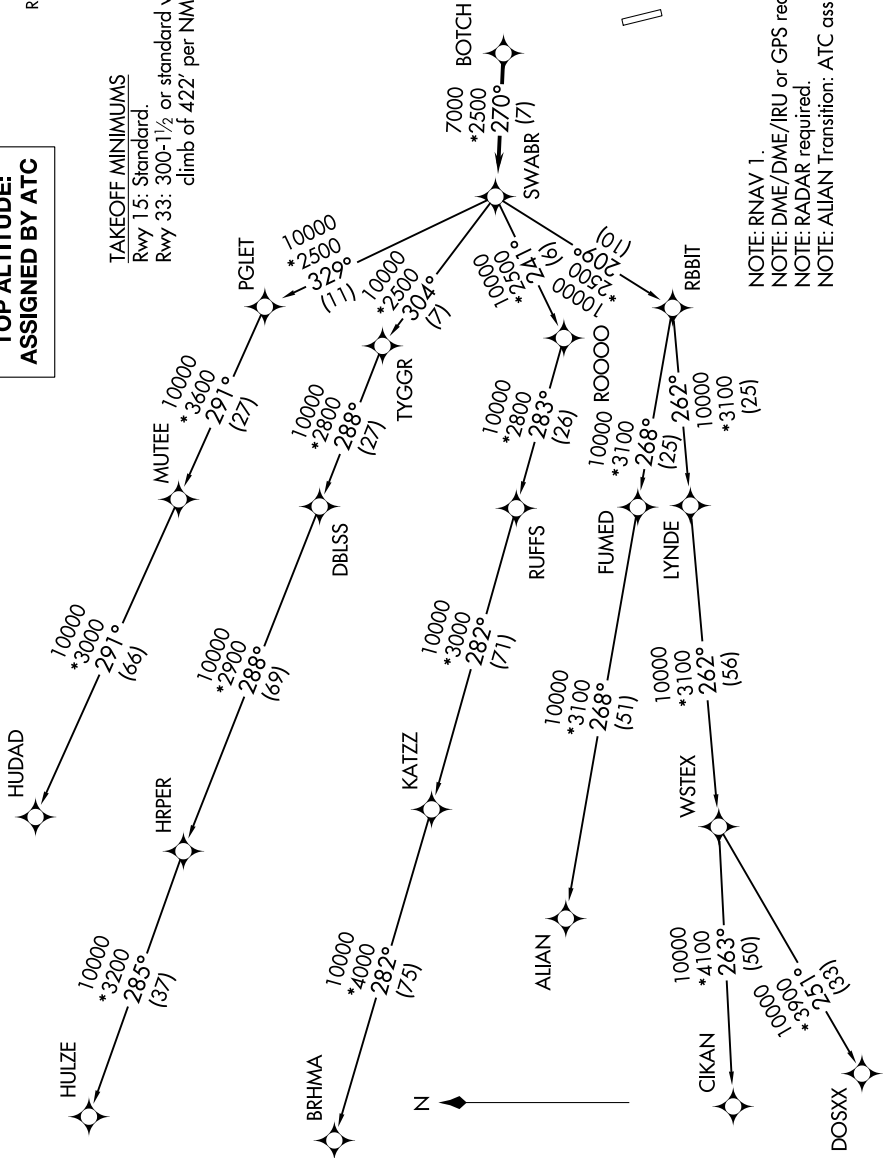 TOP ALTITUDE:
ASSIGNED BY ATC
R
TAKEOFF MINIMUMS
Rwy 15: Standard.
Rwy 33: 300-1½ or standard
climb of 422' per NM
BOTCH
7000
*2500
270°
(7)
SWABR
PGLET
10000
*2500
329°
(11)
10000
*2500
304°
(7)
TYGGR
10000
*2500
241°
(9)
ROOOO
10000
*2500
209°
(10)
RBBIT
MUTEE
10000
*3600
291°
(27)
10000
*2800
288°
(27)
DBLSS
10000
*2800
283°
(26)
RUFFS
10000
*3100
268°
(25)
FUMED
262°
10000
*3100
(25)
LYNDE
HUDAD
10000
*3000
291°
(66)
10000
*2900
288°
(69)
HRPER
10000
*3000
282°
(71)
KATZZ
10000
*3100
268°
(51)
ALIAN
10000
*3100
262°
(56)
WSTEX
HULZE
10000
*3200
285°
(37)
BRHMA
10000
*4000
282°
(75)
N
CIKAN
10000
*4100
263°
(50)
10000
*3900
251°
(33)
DOSXX
NOTE: RNAV 1.
NOTE: DME/DME/IRU or GPS
NOTE: RADAR required.
NOTE: ALIAN Transition: ATC